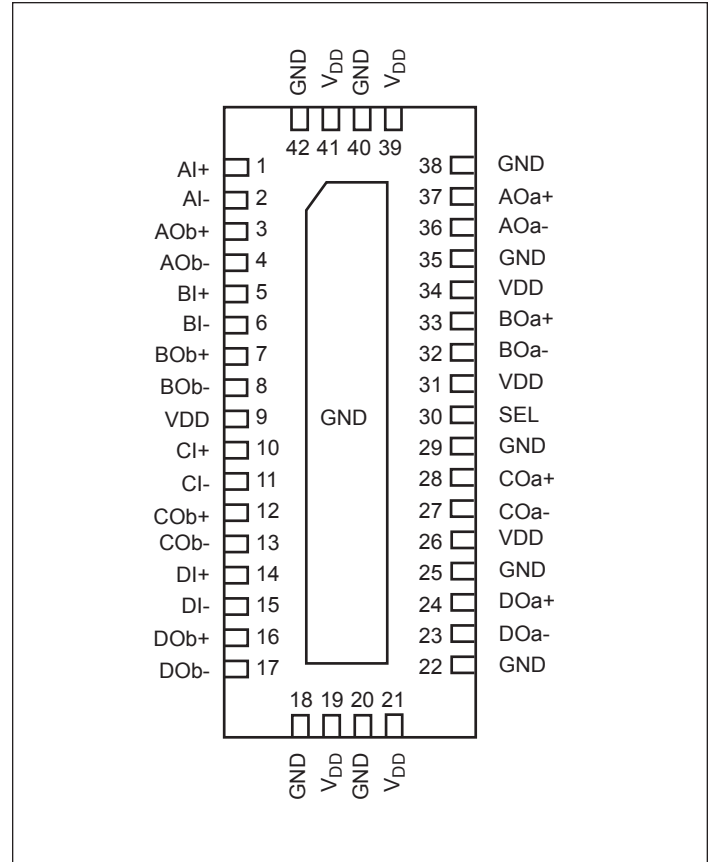 GND VDD GND VDD
42 41 40 39
AI+ 1 38 GND
AI- 2 37 AOa+
AOb+ 3 36 AOa-
AOb- 4 35 GND
BI+ 5 34 VDD
BI- 6 33 BOa+
BOb+ 7 32 BOa-
BOb- 8 31 VDD
VDD 9 GND 30 SEL
CI+ 10 29 GND
CI- 11 28 COa+
COb+ 12 27 COa-
COb- 13 26 VDD
DI+ 14 25 GND
DI- 15 24 DOa+
DOb+ 16 23 DOa-
DOb- 17 22 GND
18 19 20 21
GND VDD GND VDD